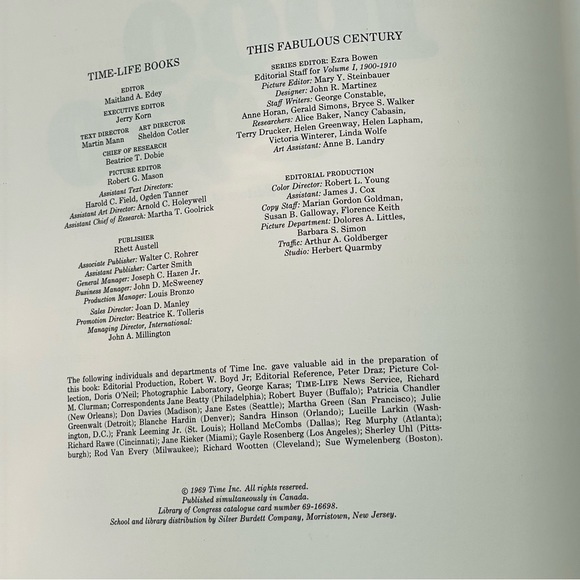 TIME-LIFE BOOKS
EDITOR
Maitland A. Edey
EXECUTIVE EDITOR
Jerry Korn
TEXT DIRECTOR ART DIRECTOR
Martin Mann Sheldon Cotler
CHIEF OF RESEARCH
Beatrice T. Dobie
PICTURE EDITOR
Robert G. Mason
Assistant Text Directors:
Harold C. Field, Ogden Tanner
Assistant Art Director: Arnold C. Holeywell
Assistant Chief of Research: Martha T. Goolrick
PUBLISHER
Rhett Austell
Associate Publisher: Walter C. Rohrer
Assistant Publisher: Carter Smith
General Manager: Joseph C. Hazen Jr.
Business Manager: John D. McSweeney
Production Manager: Louis Bronzo
Sales Director: Joan D. Manley
Promotion Director: Beatrice K. Tolleris
Managing Director, International:
John A. Millington
THIS FABULOUS CENTURY
SERIES EDITOR: Ezra Bowen
Editorial Staff for Volume I, 1900-1910
Picture Editor: Mary Y. Steinbauer
Designer: John R. Martinez
Staff Writers: George Constable,
Anne Horan, Gerald Simons, Bryce S. Walker
Researchers: Alice Baker, Nancy Cabasin,
Terry Drucker, Helen Greenway, Helen Lapham,
Victoria Winterer, Linda Wolfe
Art Assistant: Anne B. Landry
EDITORIAL PRODUCTION
Color Director: Robert L. Young
Assistant: James J. Cox
Copy Staff: Marian Gordon Goldman,
Susan B. Galloway, Florence Keith
Picture Department: Dolores A. Littles,
Barbara S. Simon
Traffic: Arthur A. Goldberger
Studio: Herbert Quarmby
The following individuals and departments of Time Inc. gave valuable aid in the preparation of
this book: Editorial Production, Robert W. Boyd Jr; Editorial Reference, Peter Draz; Picture Col-
lection, Doris O'Neil; Photographic Laboratory, George Karas; TIME-LIFE News Service, Richard
M. Clurman; Correspondents Jane Beatty (Philadelphia); Robert Buyer (Buffalo); Patricia Chandler
(New Orleans); Don Davies (Madison); Jane Estes (Seattle); Martha Green (San Francisco); Julie
Greenwalt (Detroit); Blanche Hardin (Denver); Sandra Hinson (Orlando); Lucille Larkin (Wash-
ington, D.C.); Frank Leeming Jr. (St. Louis); Holland McCombs (Dallas); Reg Murphy (Atlanta);
Richard Rawe (Cincinnati); Jane Rieker (Miami); Gayle Rosenberg (Los Angeles); Sherley Uhl (Pitts-
burgh); Rod Van Every (Milwaukee); Richard Wootten (Cleveland); Sue Wymelenberg (Boston).
© 1969 Time Inc. All rights reserved.
Published simultaneously in Canada.
Library of Congress catalogue card number 69-16698.
School and library distribution by Silver Burdett Company, Morristown, New Jersey.